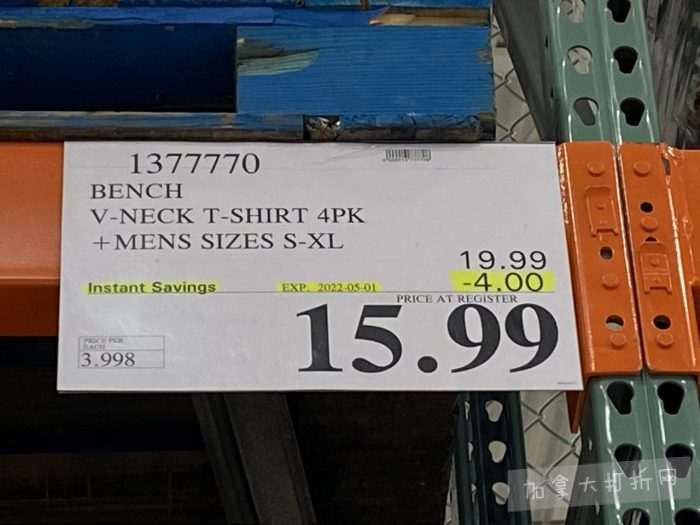 1377770
BENCH
V-NECK T-SHIRT 4PK
+MENS SIZES S-XL
19.99
Instant Savings EXP. 2022-05-01 -4.00
PRICE AT REGISTER
15.99
PRICE PER
EACH
3.998
加拿大打折网